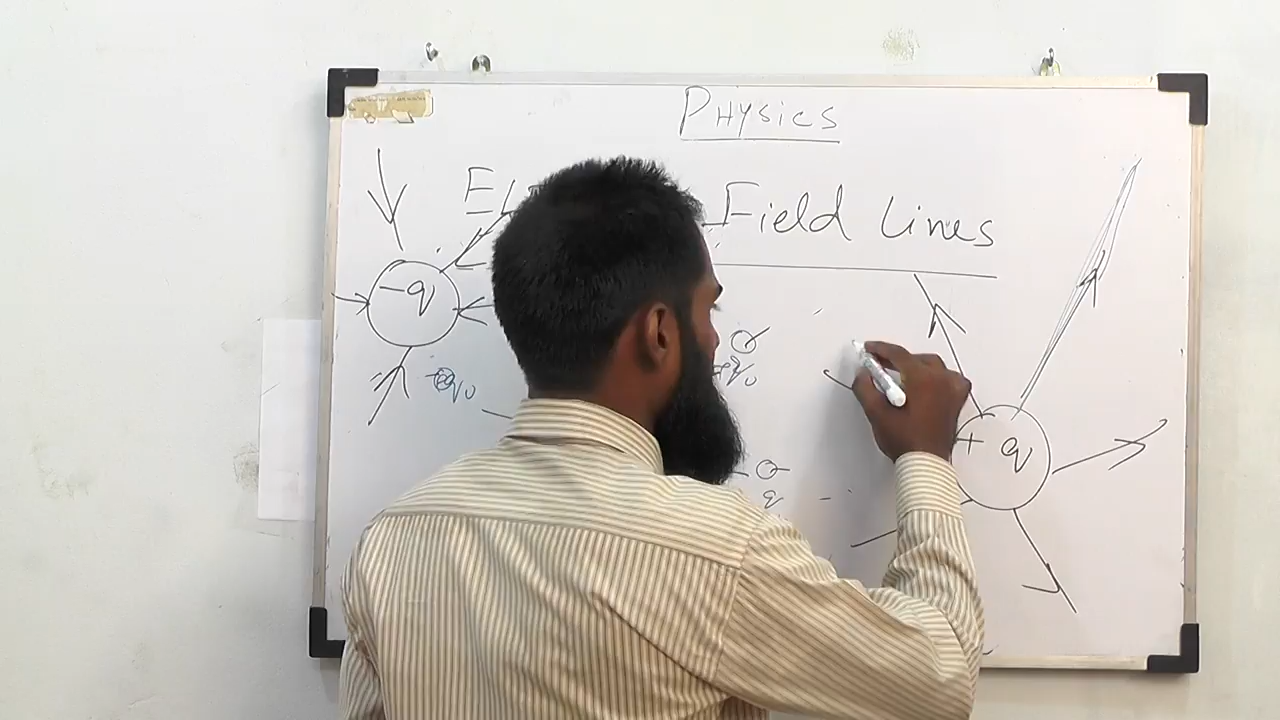 Physics
Field Lines
-q
+ q
q